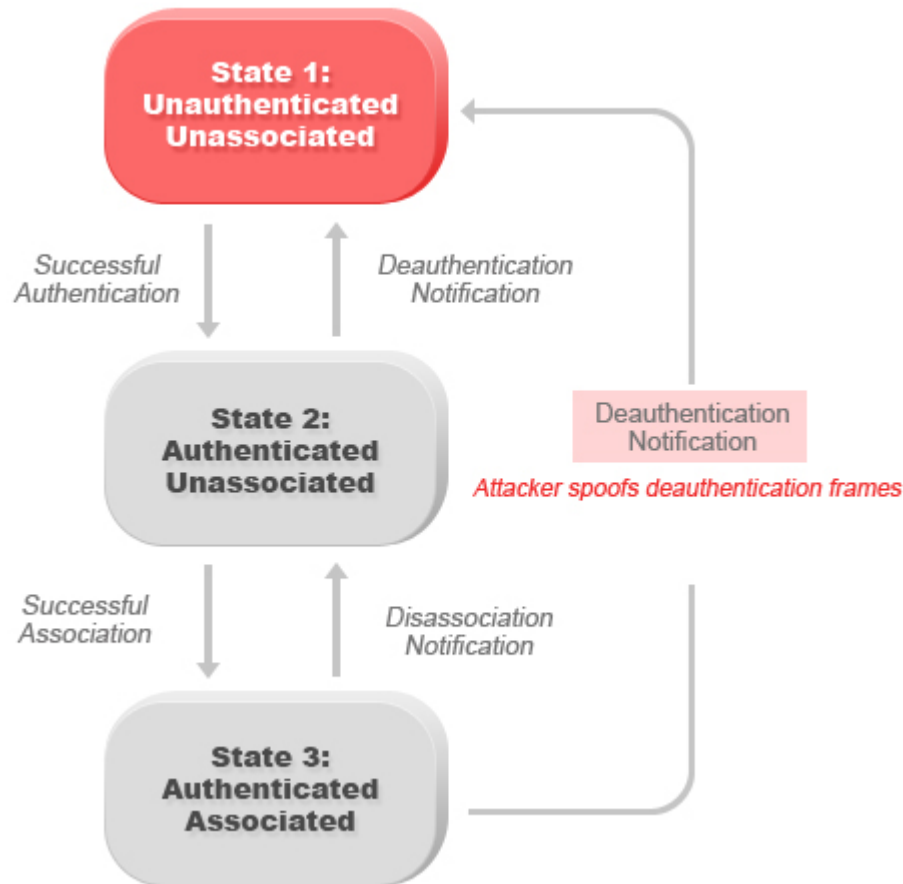 State 1:
Unauthenticated
Unassociated
Successful
Authentication
Deauthentication
Notification
State 2:
Authenticated
Unassociated
Deauthentication
Notification
Attacker spoofs deauthentication frames
Successful
Association
Disassociation
Notification
State 3:
Authenticated
Associated